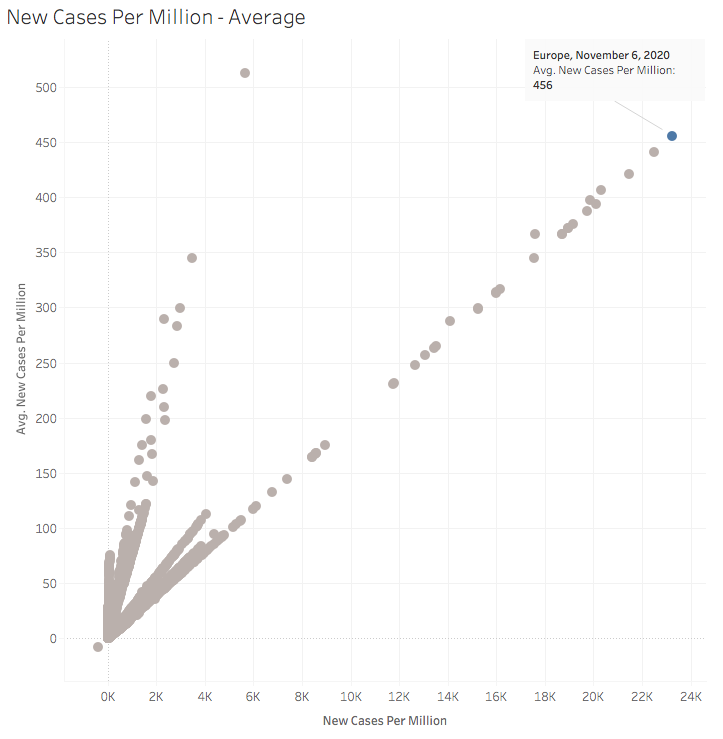 New Cases Per Million - Average
Europe, November 6, 2020
Avg. New Cases Per Million:
456
500
450
400
350
300
250
200
150
100
50
0
Avg. New Cases Per Million
0K 2K 4K 6K 8K 10K 12K 14K 16K 18K 20K 22K 24K
New Cases Per Million